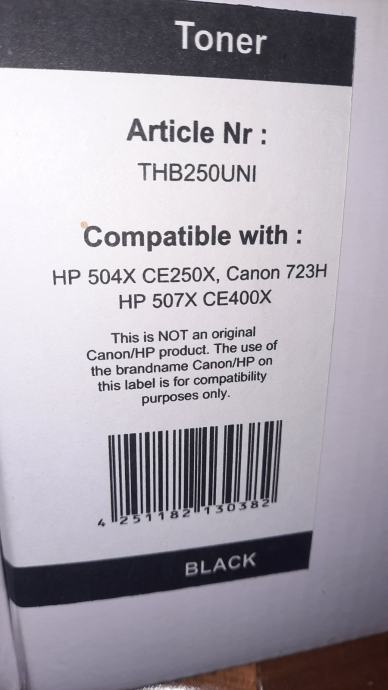 Toner
Article Nr :
THB250UNI
Compatible with :
HP 504X CE250X, Canon 723H
HP 507X CE400X
This is NOT an original
Canon/HP product. The use of
the brandname Canon/HP on
this label is for compatibility
purposes only.
4 251182 130382
BLACK